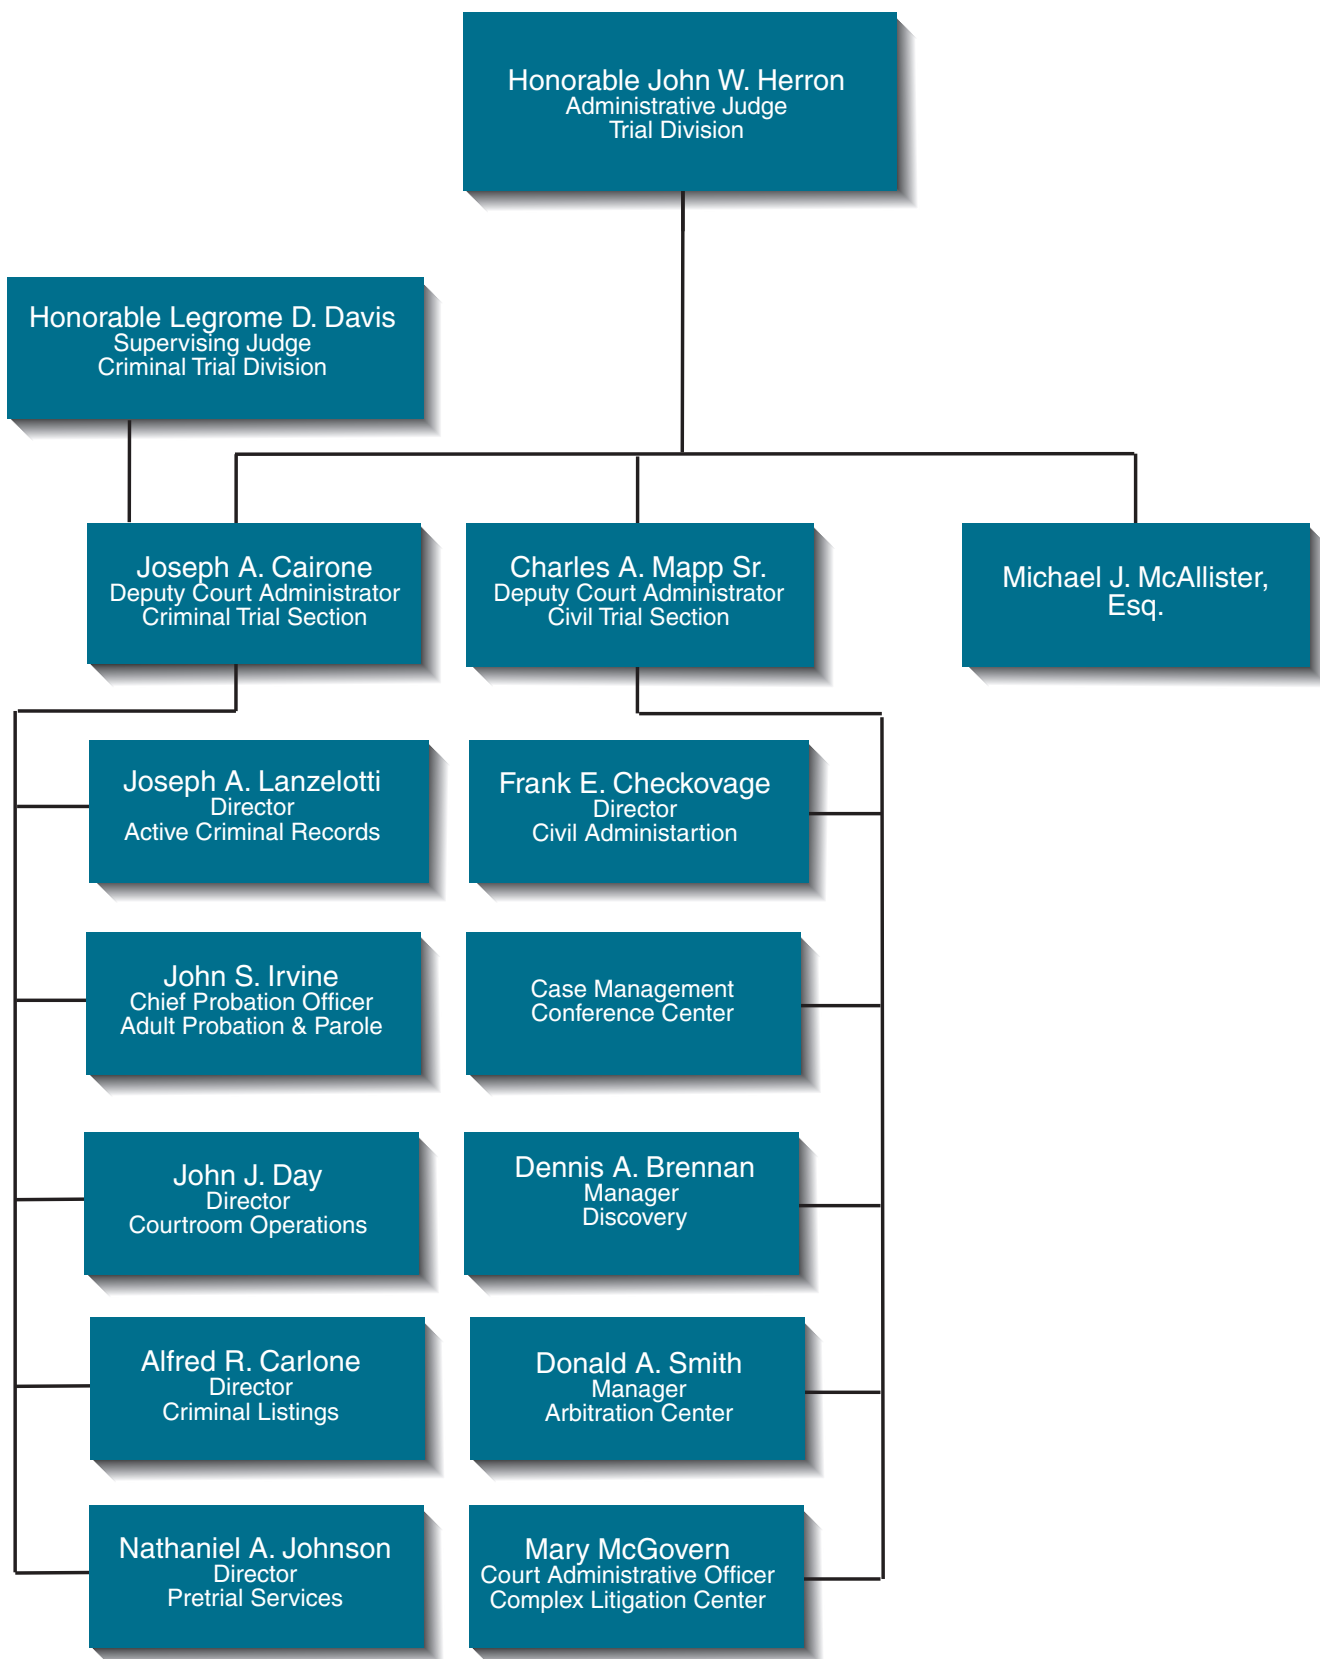 Honorable John W. Herron
Administrative Judge
Trial Division
Honorable Legrome D. Davis
Supervising Judge
Criminal Trial Division
Joseph A. Cairone
Deputy Court Administrator
Criminal Trial Section
Charles A. Mapp Sr.
Deputy Court Administrator
Civil Trial Section
Michael J. McAllister,
Esq.
Joseph A. Lanzelotti
Director
Active Criminal Records
Frank E. Checkovage
Director
Civil Administartion
John S. Irvine
Chief Probation Officer
Adult Probation & Parole
Case Management
Conference Center
John J. Day
Director
Courtroom Operations
Dennis A. Brennan
Manager
Discovery
Alfred R. Carlone
Director
Criminal Listings
Donald A. Smith
Manager
Arbitration Center
Nathaniel A. Johnson
Director
Pretrial Services
Mary McGovern
Court Administrative Officer
Complex Litigation Center